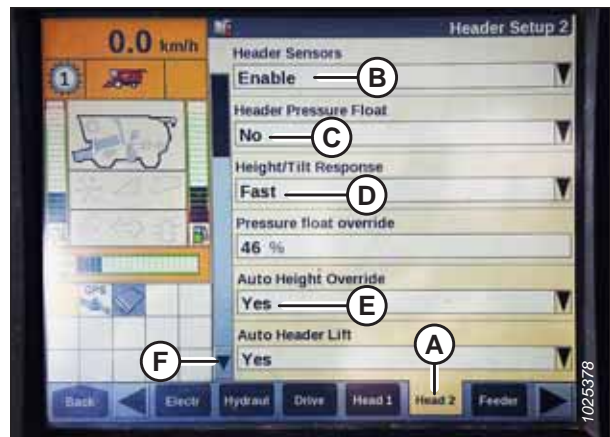 Header Setup 2
0.0 km/h
1
Header Sensors
Enable
B
Header Pressure Float
No
C
Height/Tilt Response
Fast
D
Pressure float override
46 %
Auto Height Override
Yes
E
GPS
Auto Header Lift
Yes
F
A
Back
Electr
Hydraul
Drive
Head 1
Head 2
Feeder
1025378